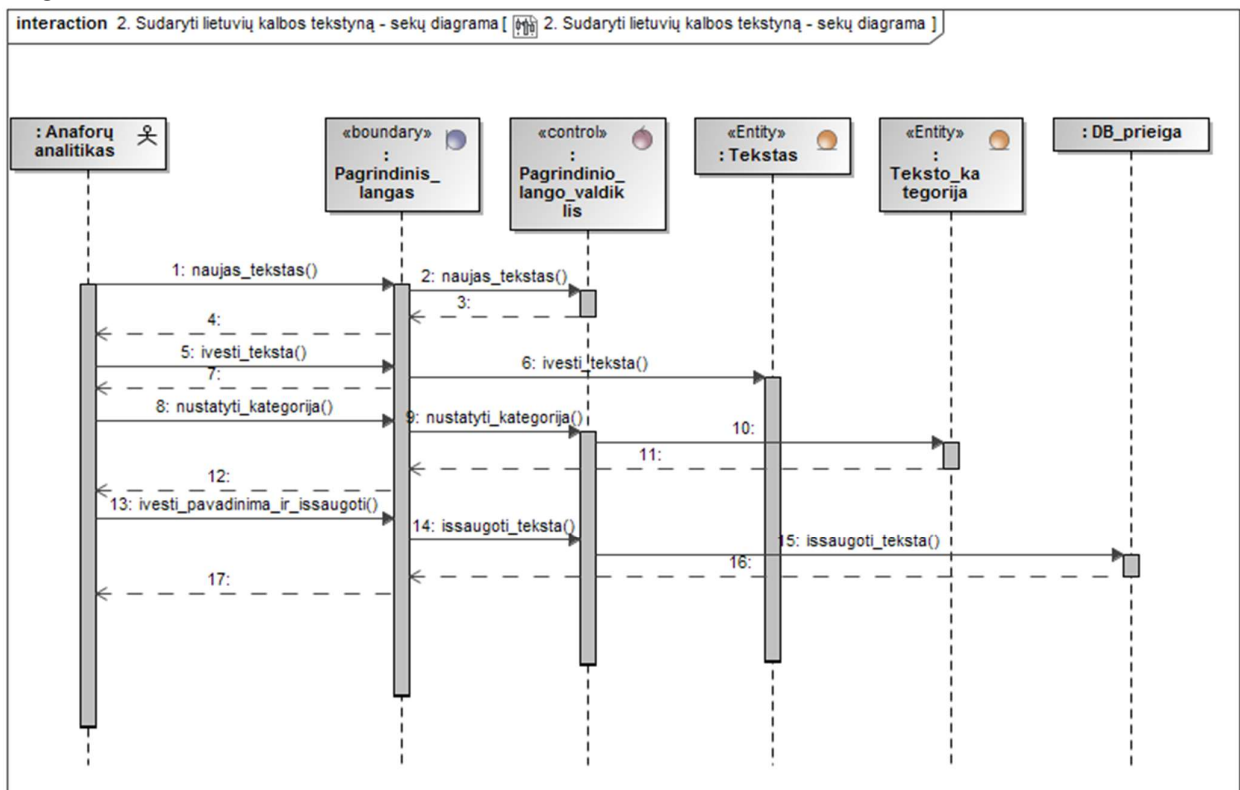 interaction 2. Sudaryti lietuvių kalbos tekstyną - sekų diagrama [ 2. Sudaryti lietuvių kalbos tekstyną - sekų diagrama ]
: Anaforų
analitikas
«boundary»
:
Pagrindinis_
langas
«control»
:
Pagrindinio_
lango_valdik
lis
«Entity»
: Tekstas
«Entity»
:
Teksto_ka
tegorija
: DB_prieiga
1: naujas_tekstas()
2: naujas_tekstas()
3:
4:
5: ivesti_teksta()
6: ivesti_teksta()
7:
8: nustatyti_kategorija()
9: nustatyti_kategorija()
10:
11:
12:
13: ivesti_pavadinima_ir_issaugoti()
14: issaugoti_teksta()
15: issaugoti_teksta()
16:
17: